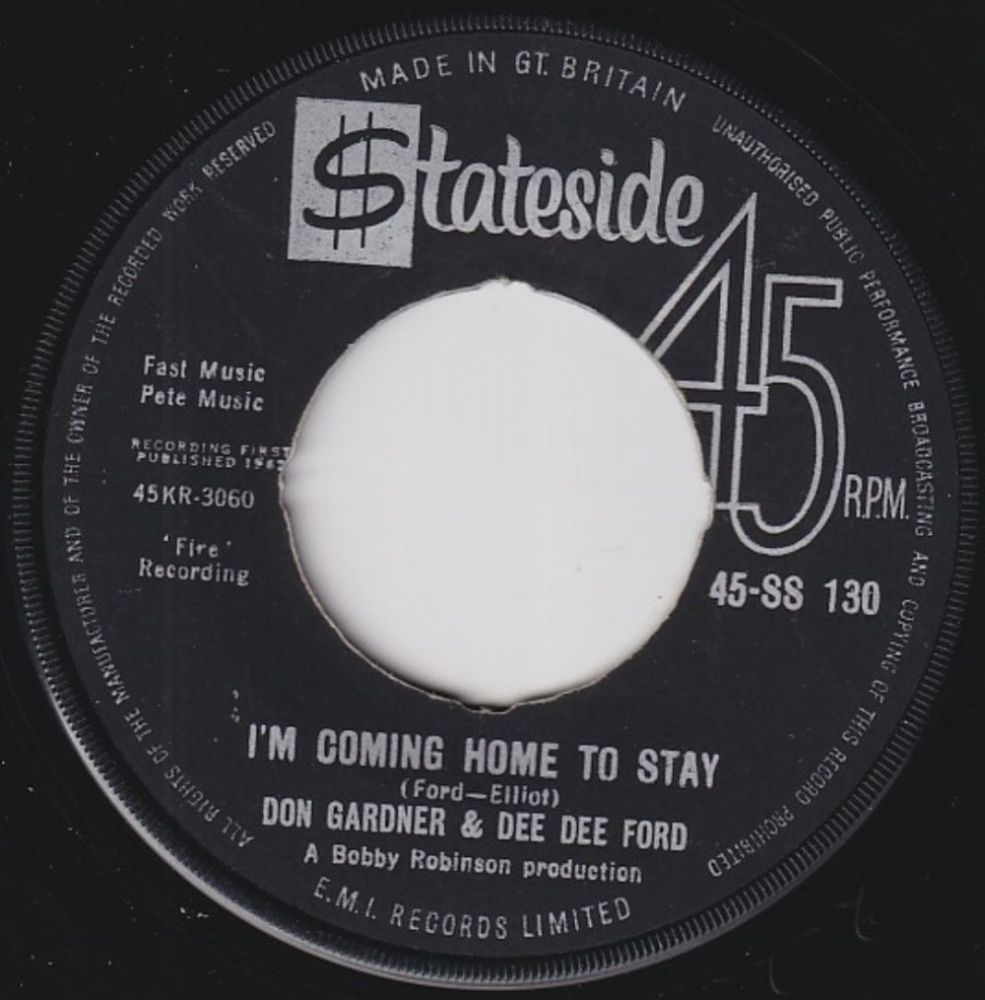 MADE IN GT. BRITAIN
UNAUTHORISED PUBLIC PERFORMANCE BROADCASTING AND COPYING OF THIS RECORD PROHIBITED
ALL RIGHTS OF THE MANUFACTURER AND OF THE OWNER OF THE RECORDED WORK RESERVED
$tateside
45 R.P.M.
Fast Music
Pete Music
RECORDING FIRST
PUBLISHED
45KR-3060
'Fire'
Recording
45-SS 130
I'M COMING HOME TO STAY
(Ford—Elliot)
DON GARDNER & DEE DEE FORD
A Bobby Robinson production
E.M.I. RECORDS LIMITED